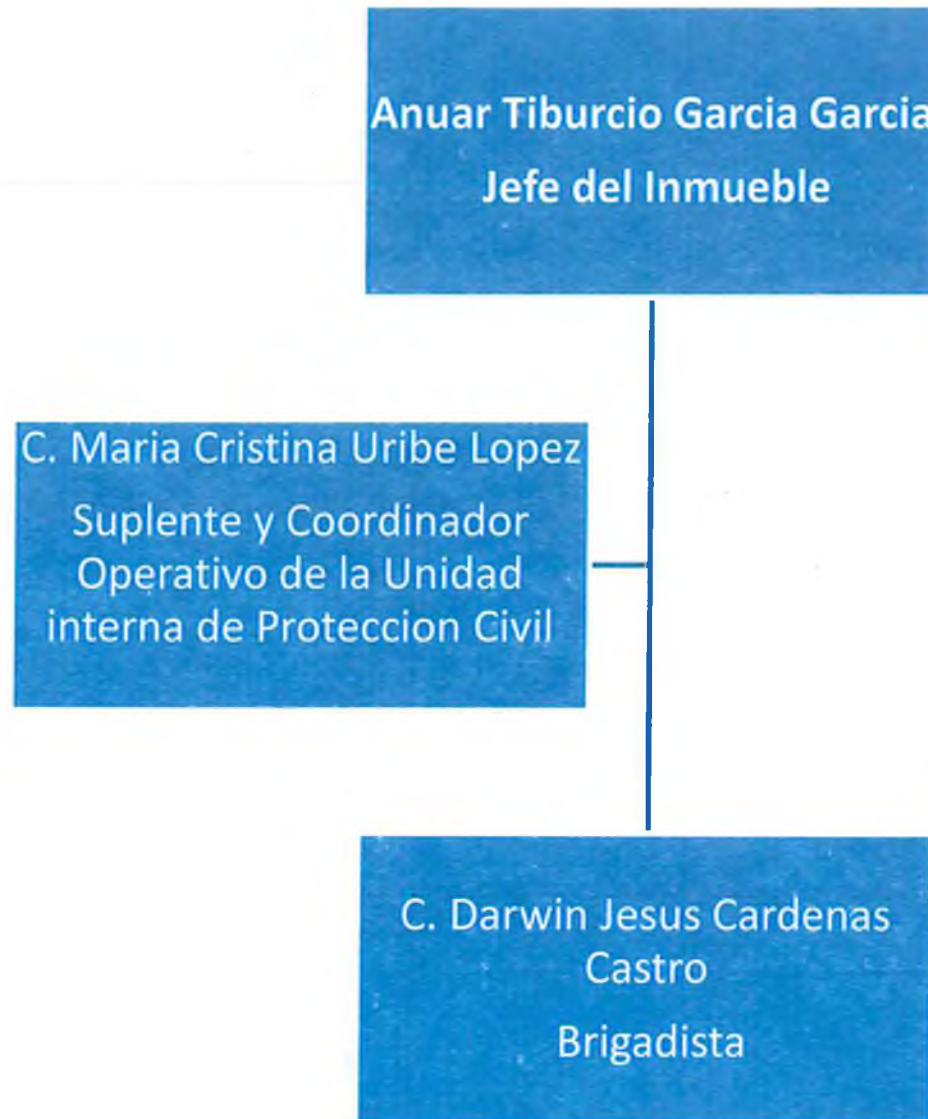 Anuar Tiburcio Garcia Garcia
Jefe del Inmueble
C. Maria Cristina Uribe Lopez
Suplente y Coordinador
Operativo de la Unidad
interna de Proteccion Civil
C. Darwin Jesus Cardenas
Castro
Brigadista